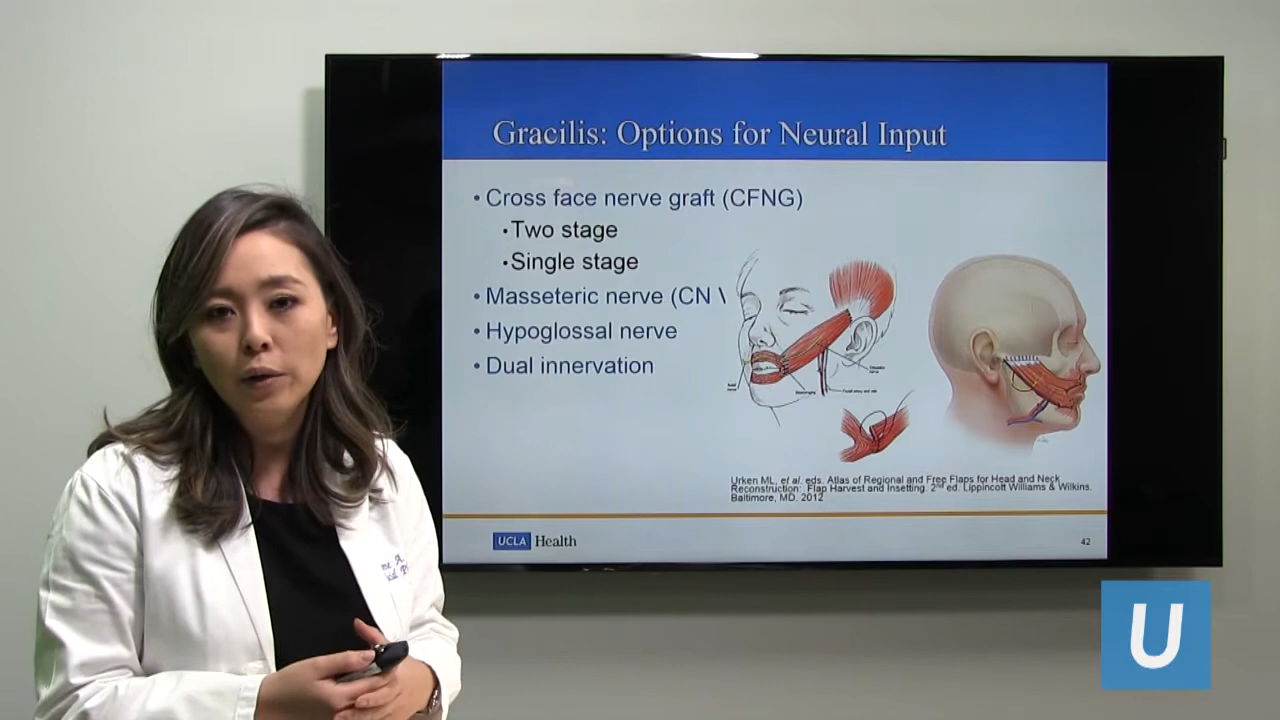 Gracilis: Options for Neural Input
• Cross face nerve graft (CFNG)
•Two stage
•Single stage
• Masseteric nerve (CN \
• Hypoglossal nerve
• Dual innervation
Urken ML, et al. eds. Atlas of Regional and Free Flaps for Head and Neck
Reconstruction: Flap Harvest and Insetting. 2nd ed. Lippincott Williams & Wilkins.
Baltimore, MD. 2012
UCLA Health
42
U